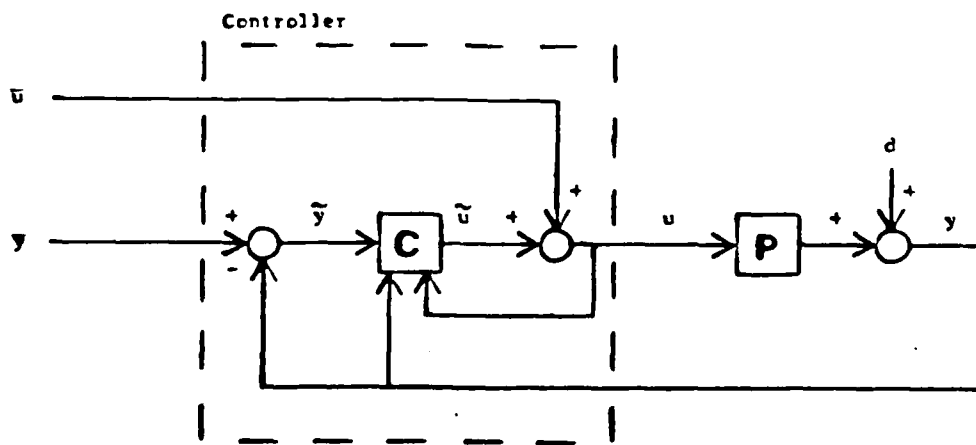 Controller
ū
d
+
+
+
ỹ
ũ
+
u
+
y
ȳ
C
P
-